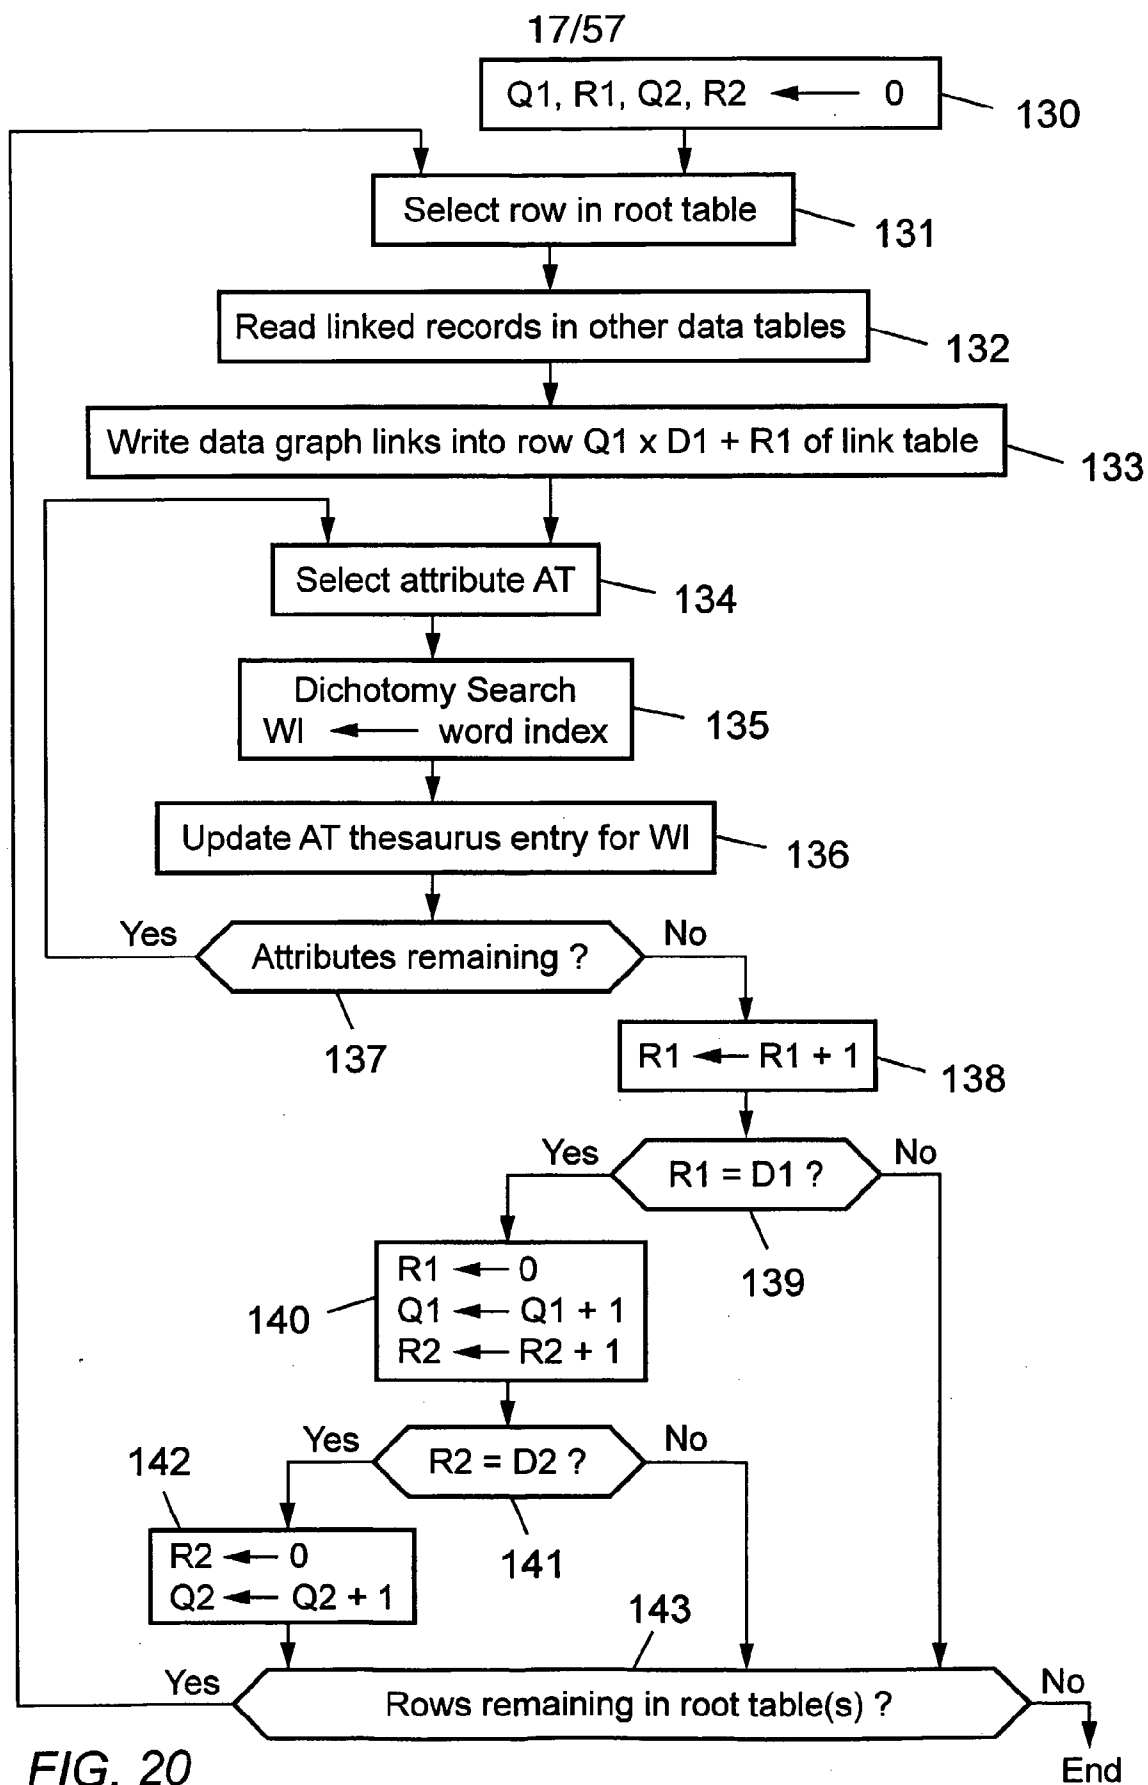 17/57
Q1, R1, Q2, R2 ← 0
130
Select row in root table
131
Read linked records in other data tables
132
Write data graph links into row Q1 x D1 + R1 of link table
133
Select attribute AT
134
Dichotomy Search
WI ← word index
135
Update AT thesaurus entry for WI
136
Yes
Attributes remaining ?
No
137
R1 ← R1 + 1
138
Yes
R1 = D1 ?
No
139
R1 ← 0
Q1 ← Q1 + 1
R2 ← R2 + 1
140
Yes
R2 = D2 ?
No
141
142
R2 ← 0
Q2 ← Q2 + 1
143
Yes
Rows remaining in root table(s) ?
No
End
FIG. 20